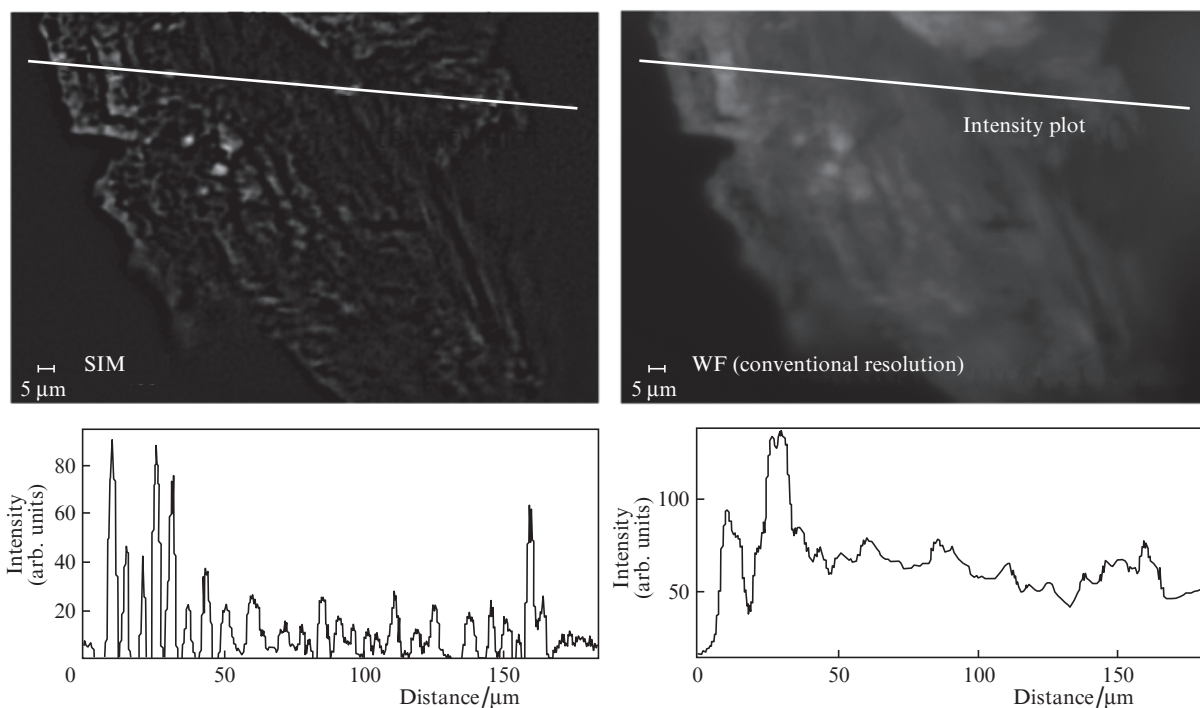 SIM
5 μm
Intensity plot
WF (conventional resolution)
5 μm
Intensity
(arb. units)
80
60
40
20
0
50
100
150
Distance/μm
Intensity
(arb. units)
100
50
0
50
100
150
Distance/μm